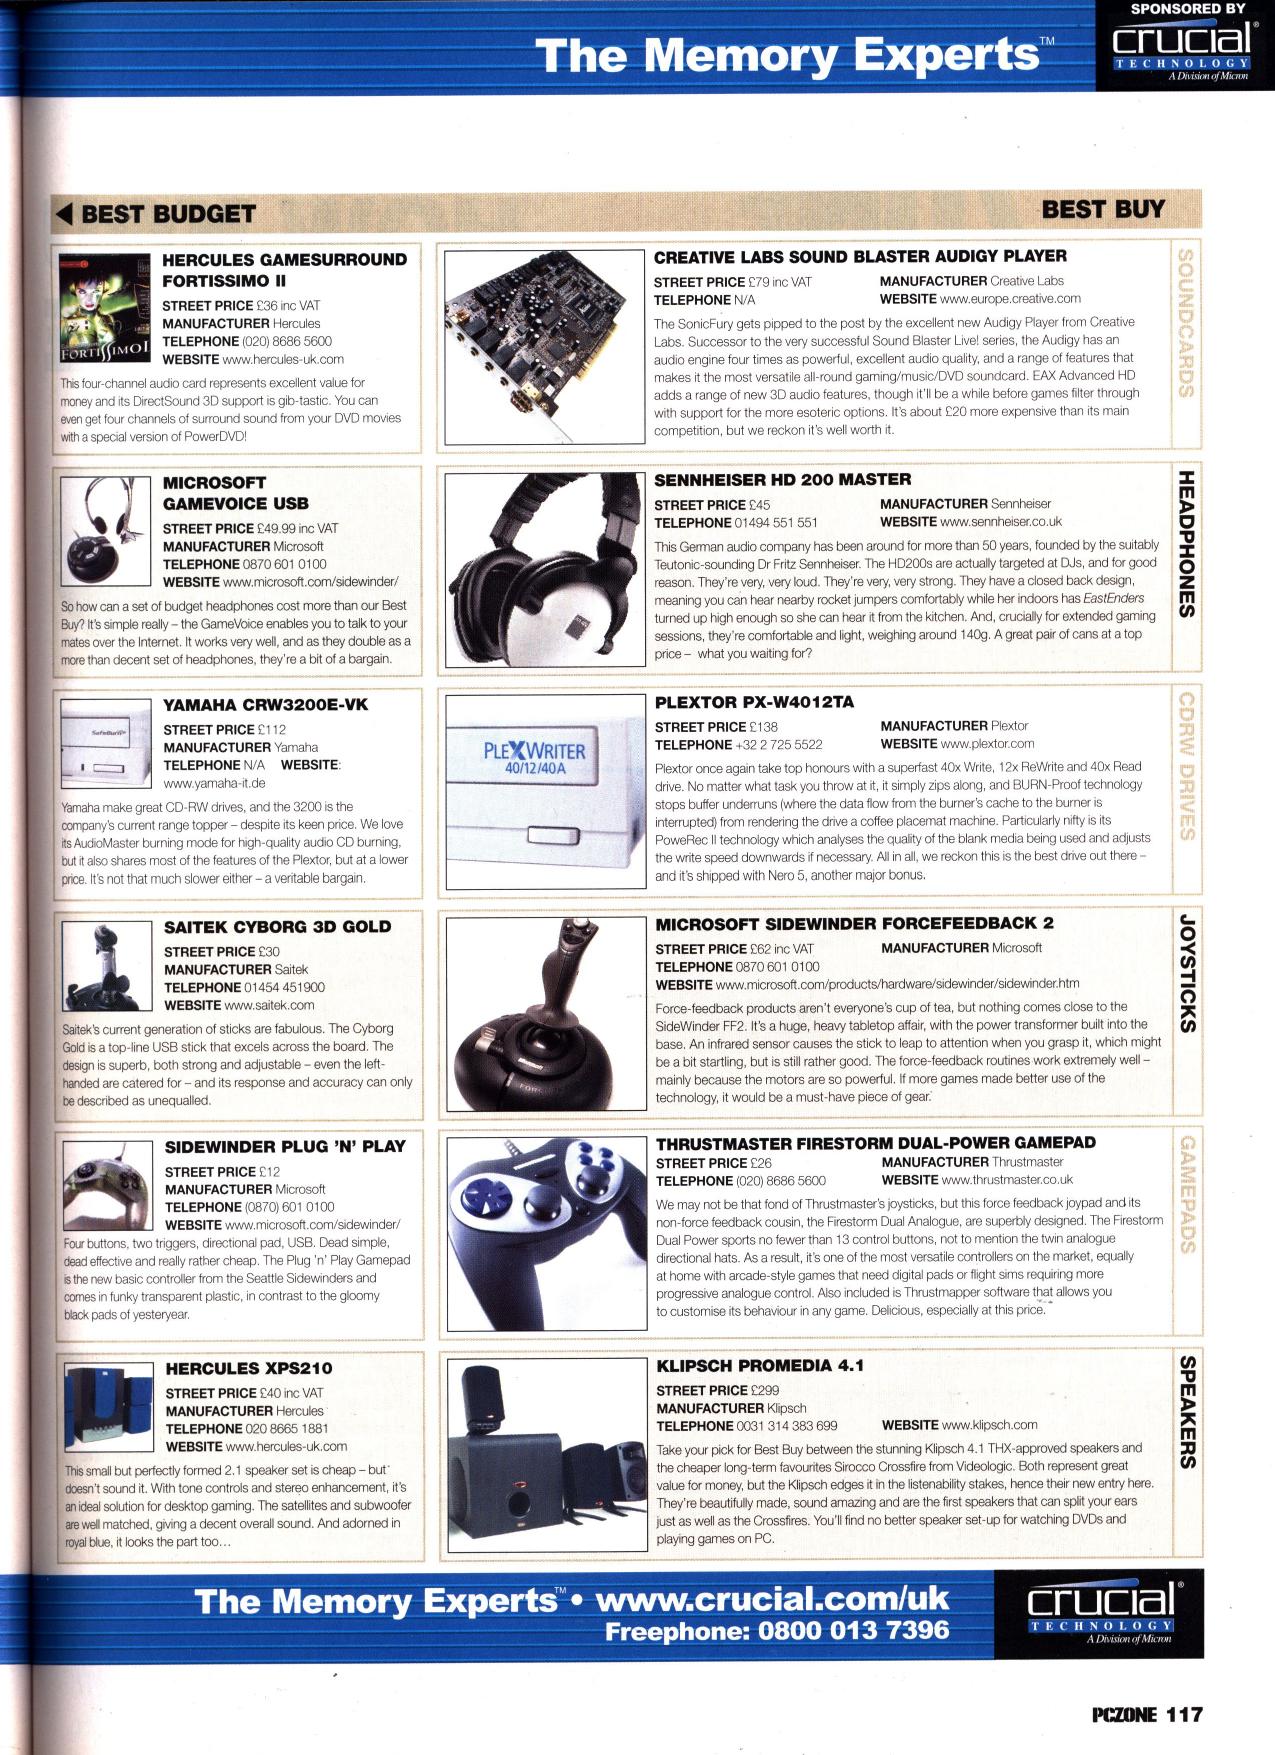 SPONSORED BY
The Memory Experts™
crucial®
TECHNOLOGY
A Division of Micron
BEST BUDGET
BEST BUY
HERCULES GAMESURROUND
FORTISSIMO II
STREET PRICE £36 inc VAT
MANUFACTURER Hercules
TELEPHONE (020) 8686 5600
WEBSITE www.hercules-uk.com
This four-channel audio card represents excellent value for
money and its DirectSound 3D support is gib-tastic. You can
even get four channels of surround sound from your DVD movies
with a special version of PowerDVD!
CREATIVE LABS SOUND BLASTER AUDIGY PLAYER
STREET PRICE £79 inc VAT MANUFACTURER Creative Labs
TELEPHONE N/A WEBSITE www.europe.creative.com
The SonicFury gets pipped to the post by the excellent new Audigy Player from Creative
Labs. Successor to the very successful Sound Blaster Live! series, the Audigy has an
audio engine four times as powerful, excellent audio quality, and a range of features that
makes it the most versatile all-round gaming/music/DVD soundcard. EAX Advanced HD
adds a range of new 3D audio features, though it'll be a while before games filter through
with support for the more esoteric options. It's about £20 more expensive than its main
competition, but we reckon it's well worth it.
SOUNDCARDS
MICROSOFT
GAMEVOICE USB
STREET PRICE £49.99 inc VAT
MANUFACTURER Microsoft
TELEPHONE 0870 601 0100
WEBSITE www.microsoft.com/sidewinder/
So how can a set of budget headphones cost more than our Best
Buy? It's simple really – the GameVoice enables you to talk to your
mates over the Internet. It works very well, and as they double as a
more than decent set of headphones, they're a bit of a bargain.
SENNHEISER HD 200 MASTER
STREET PRICE £45 MANUFACTURER Sennheiser
TELEPHONE 01494 551 551 WEBSITE www.sennheiser.co.uk
This German audio company has been around for more than 50 years, founded by the suitably
Teutonic-sounding Dr Fritz Sennheiser. The HD200s are actually targeted at DJs, and for good
reason. They're very, very loud. They're very, very strong. They have a closed back design,
meaning you can hear nearby rocket jumpers comfortably while her indoors has EastEnders
turned up high enough so she can hear it from the kitchen. And, crucially for extended gaming
sessions, they're comfortable and light, weighing around 140g. A great pair of cans at a top
price – what you waiting for?
HEADPHONES
YAMAHA CRW3200E-VK
STREET PRICE £112
MANUFACTURER Yamaha
TELEPHONE N/A WEBSITE:
www.yamaha-it.de
Yamaha make great CD-RW drives, and the 3200 is the
company's current range topper – despite its keen price. We love
its AudioMaster burning mode for high-quality audio CD burning,
but it also shares most of the features of the Plextor, but at a lower
price. It's not that much slower either – a veritable bargain.
PLEXWRITER
40/12/40A
PLEXTOR PX-W4012TA
STREET PRICE £138 MANUFACTURER Plextor
TELEPHONE +32 2 725 5522 WEBSITE www.plextor.com
Plextor once again take top honours with a superfast 40x Write, 12x ReWrite and 40x Read
drive. No matter what task you throw at it, it simply zips along, and BURN-Proof technology
stops buffer underruns (where the data flow from the burner's cache to the burner is
interrupted) from rendering the drive a coffee placemat machine. Particularly nifty is its
PoweRec II technology which analyses the quality of the blank media being used and adjusts
the write speed downwards if necessary. All in all, we reckon this is the best drive out there –
and it's shipped with Nero 5, another major bonus.
CDRW DRIVES
SAITEK CYBORG 3D GOLD
STREET PRICE £30
MANUFACTURER Saitek
TELEPHONE 01454 451900
WEBSITE www.saitek.com
Saitek's current generation of sticks are fabulous. The Cyborg
Gold is a top-line USB stick that excels across the board. The
design is superb, both strong and adjustable – even the left-
handed are catered for – and its response and accuracy can only
be described as unequalled.
MICROSOFT SIDEWINDER FORCEFEEDBACK 2
STREET PRICE £62 inc VAT MANUFACTURER Microsoft
TELEPHONE 0870 601 0100
WEBSITE www.microsoft.com/products/hardware/sidewinder/sidewinder.htm
Force-feedback products aren't everyone's cup of tea, but nothing comes close to the
SideWinder FF2. It's a huge, heavy tabletop affair, with the power transformer built into the
base. An infrared sensor causes the stick to leap to attention when you grasp it, which might
be a bit startling, but is still rather good. The force-feedback routines work extremely well –
mainly because the motors are so powerful. If more games made better use of the
technology, it would be a must-have piece of gear.
JOYSTICKS
SIDEWINDER PLUG 'N' PLAY
STREET PRICE £12
MANUFACTURER Microsoft
TELEPHONE (0870) 601 0100
WEBSITE www.microsoft.com/sidewinder/
Four buttons, two triggers, directional pad, USB. Dead simple,
dead effective and really rather cheap. The Plug 'n' Play Gamepad
is the new basic controller from the Seattle Sidewinders and
comes in funky transparent plastic, in contrast to the gloomy
black pads of yesteryear.
THRUSTMASTER FIRESTORM DUAL-POWER GAMEPAD
STREET PRICE £26 MANUFACTURER Thrustmaster
TELEPHONE (020) 8686 5600 WEBSITE www.thrustmaster.co.uk
We may not be that fond of Thrustmaster's joysticks, but this force feedback joypad and its
non-force feedback cousin, the Firestorm Dual Analogue, are superbly designed. The Firestorm
Dual Power sports no fewer than 13 control buttons, not to mention the twin analogue
directional hats. As a result, it's one of the most versatile controllers on the market, equally
at home with arcade-style games that need digital pads or flight sims requiring more
progressive analogue control. Also included is Thrustmapper software that allows you
to customise its behaviour in any game. Delicious, especially at this price.
GAMEPADS
HERCULES XPS210
STREET PRICE £40 inc VAT
MANUFACTURER Hercules
TELEPHONE 020 8665 1881
WEBSITE www.hercules-uk.com
This small but perfectly formed 2.1 speaker set is cheap – but
doesn't sound it. With tone controls and stereo enhancement, it's
an ideal solution for desktop gaming. The satellites and subwoofer
are well matched, giving a decent overall sound. And adorned in
royal blue, it looks the part too...
KLIPSCH PROMEDIA 4.1
STREET PRICE £299
MANUFACTURER Klipsch
TELEPHONE 0031 314 383 699 WEBSITE www.klipsch.com
Take your pick for Best Buy between the stunning Klipsch 4.1 THX-approved speakers and
the cheaper long-term favourites Sirocco Crossfire from Videologic. Both represent great
value for money, but the Klipsch edges it in the listenability stakes, hence their new entry here.
They're beautifully made, sound amazing and are the first speakers that can split your ears
just as well as the Crossfires. You'll find no better speaker set-up for watching DVDs and
playing games on PC.
SPEAKERS
The Memory Experts™ • www.crucial.com/uk
Freephone: 0800 013 7396
crucial®
TECHNOLOGY
A Division of Micron
PCZONE 117